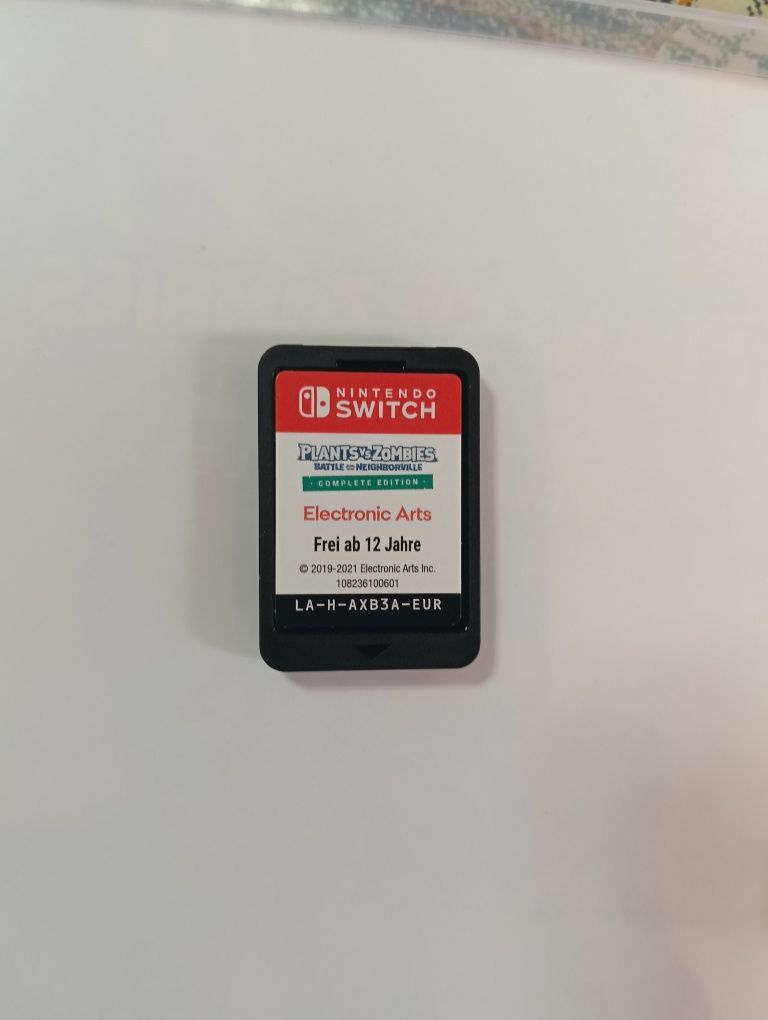 NINTENDO
SWITCH
PLANTS VS ZOMBIES
BATTLE FOR NEIGHBORVILLE
· COMPLETE EDITION ·
Electronic Arts
Frei ab 12 Jahre
© 2019-2021 Electronic Arts Inc.
108236100601
LA-H-AXB3A-EUR